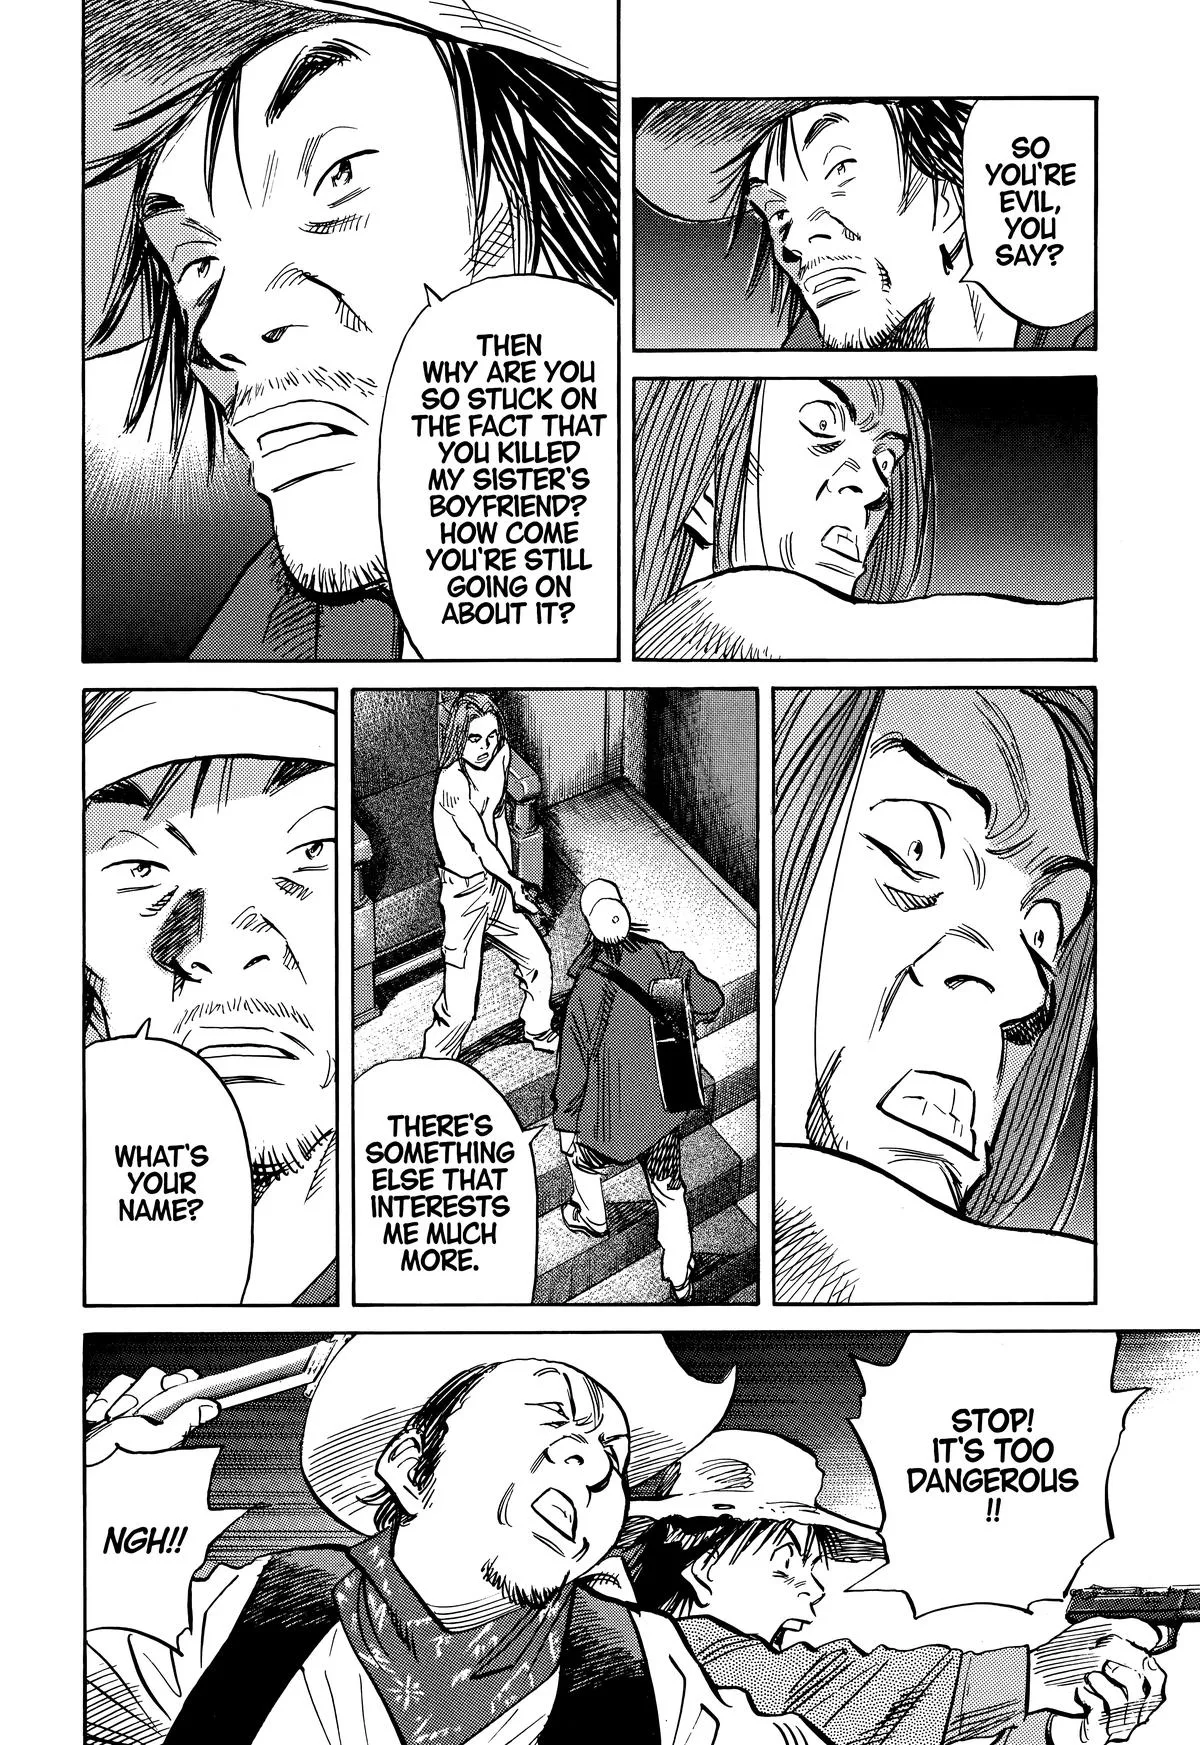 SO
YOU'RE
EVIL,
YOU
SAY?
THEN
WHY ARE YOU
SO STUCK ON
THE FACT THAT
YOU KILLED
MY SISTER'S
BOYFRIEND?
HOW COME
YOU'RE STILL
GOING ON
ABOUT IT?
THERE'S
SOMETHING
ELSE THAT
INTERESTS
ME MUCH
MORE.
WHAT'S
YOUR
NAME?
STOP!
IT'S TOO
DANGEROUS
!!
NGH!!